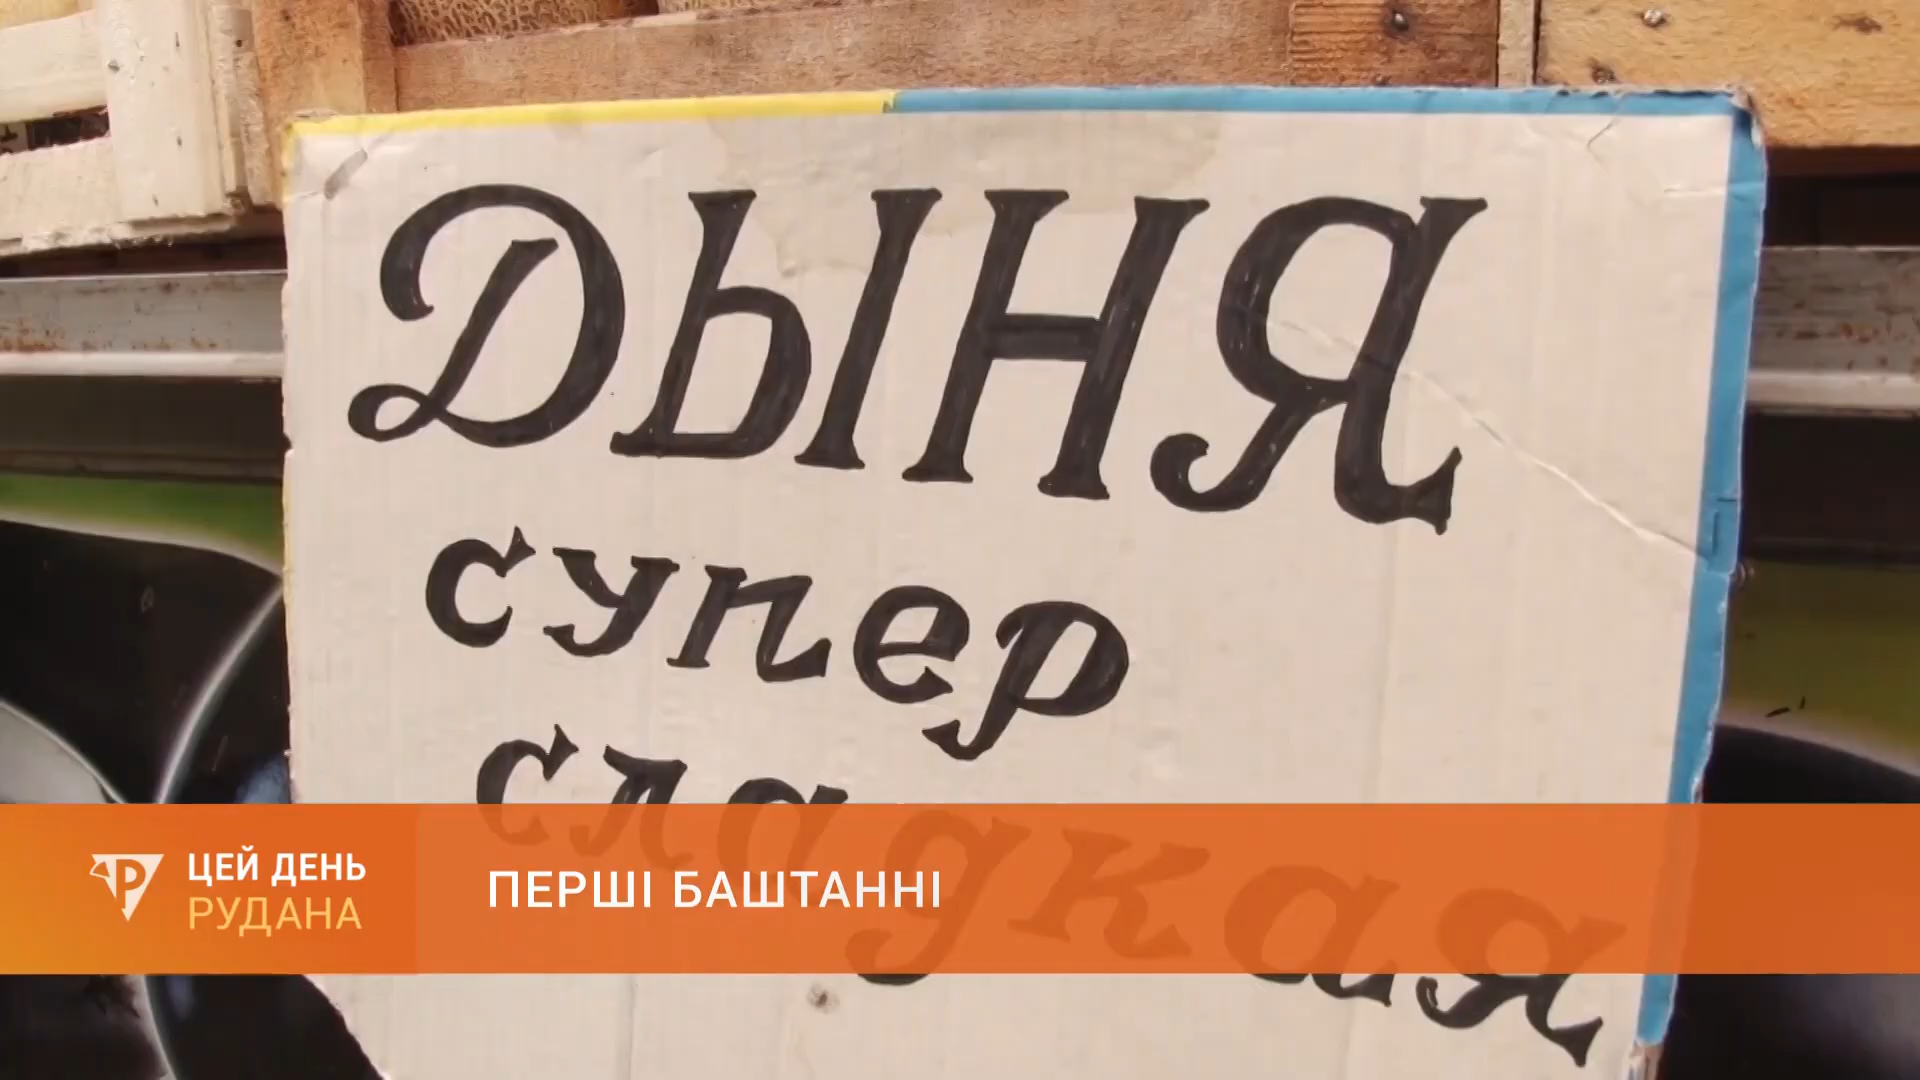 ДЫНЯ
супер
сладкая
ЦЕЙ ДЕНЬ
РУДАНА
ПЕРШІ БАШТАННІ